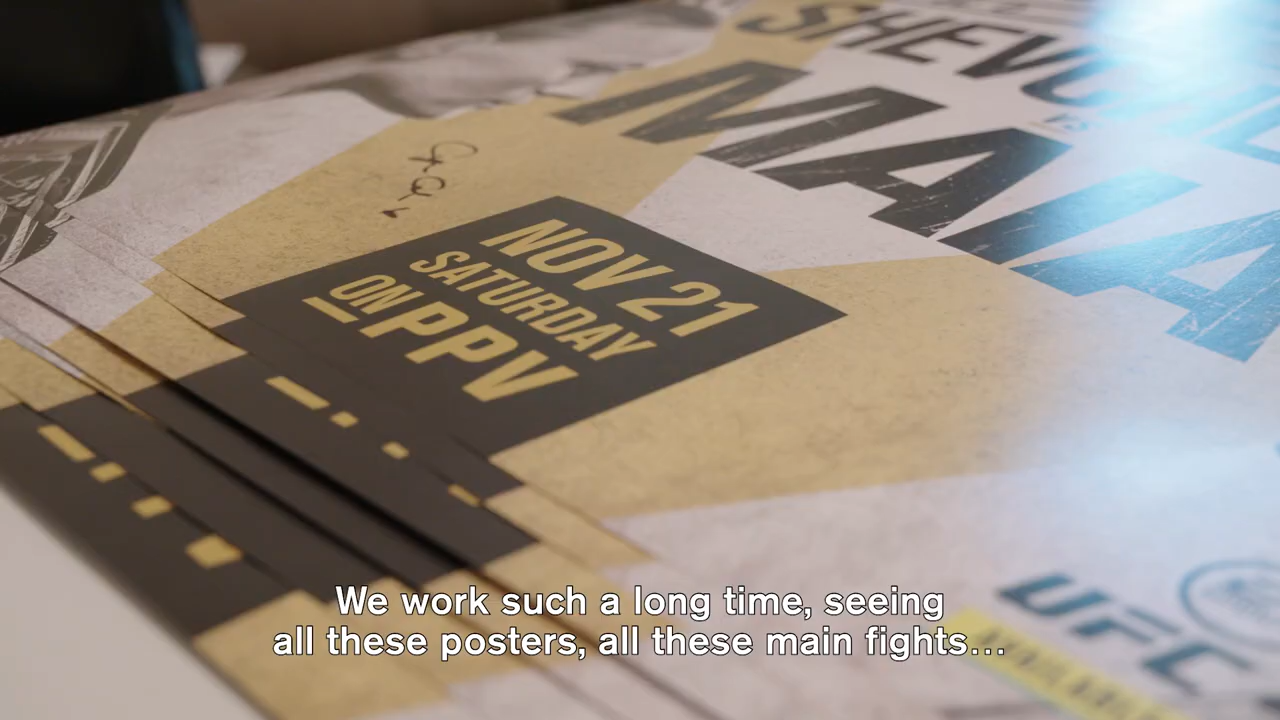 MAIA
NOV 21
SATURDAY
ON PPV
UFC
We work such a long time, seeing
all these posters, all these main fights...